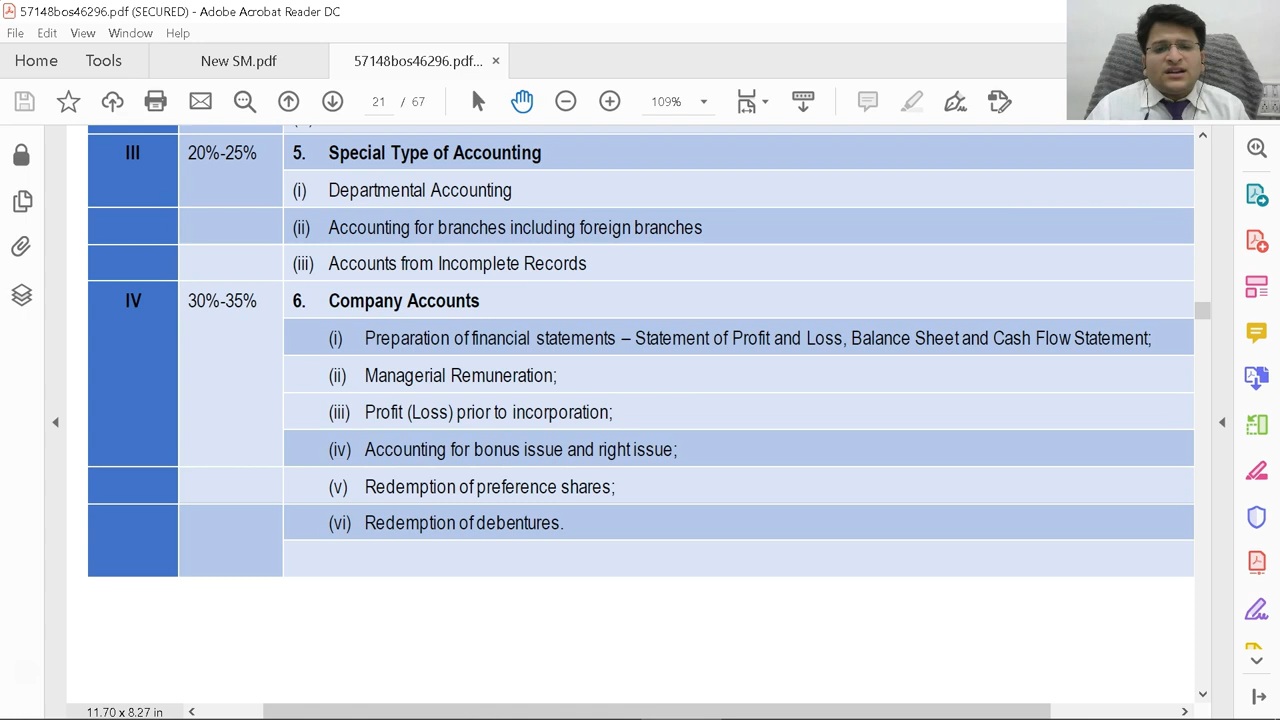 57148bos46296.pdf (SECURED) - Adobe Acrobat Reader DC
File Edit View Window Help
Home Tools New SM.pdf 57148bos46296.pdf... ×
21 / 67 109%
III 20%-25% 5. Special Type of Accounting
(i) Departmental Accounting
(ii) Accounting for branches including foreign branches
(iii) Accounts from Incomplete Records
IV 30%-35% 6. Company Accounts
(i) Preparation of financial statements – Statement of Profit and Loss, Balance Sheet and Cash Flow Statement;
(ii) Managerial Remuneration;
(iii) Profit (Loss) prior to incorporation;
(iv) Accounting for bonus issue and right issue;
(v) Redemption of preference shares;
(vi) Redemption of debentures.
11.70 x 8.27 in